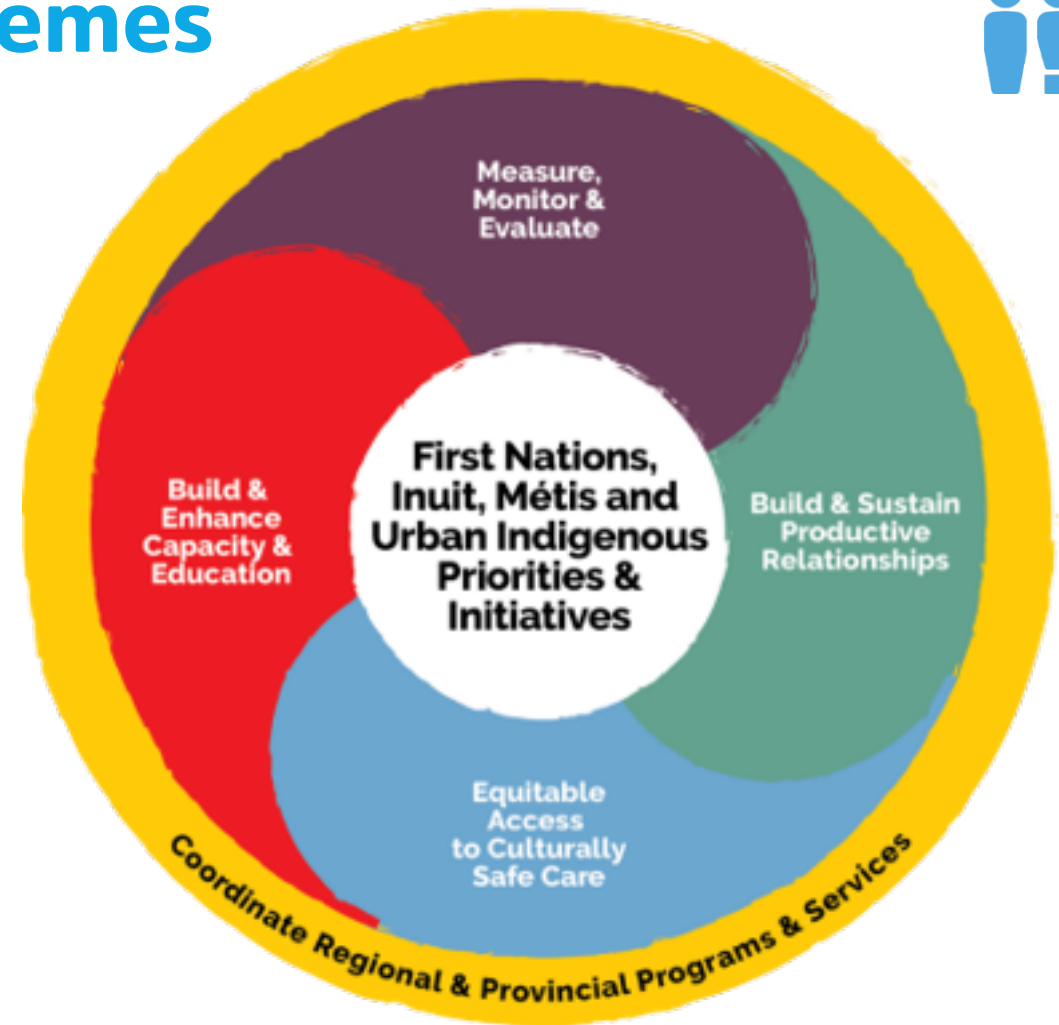 emes
Measure,
Monitor &
Evaluate
Build &
Enhance
Capacity &
Education
First Nations,
Inuit, Métis and
Urban Indigenous
Priorities &
Initiatives
Build & Sustain
Productive
Relationships
Equitable
Access
to Culturally
Safe Care
Coordinate Regional & Provincial Programs & Services